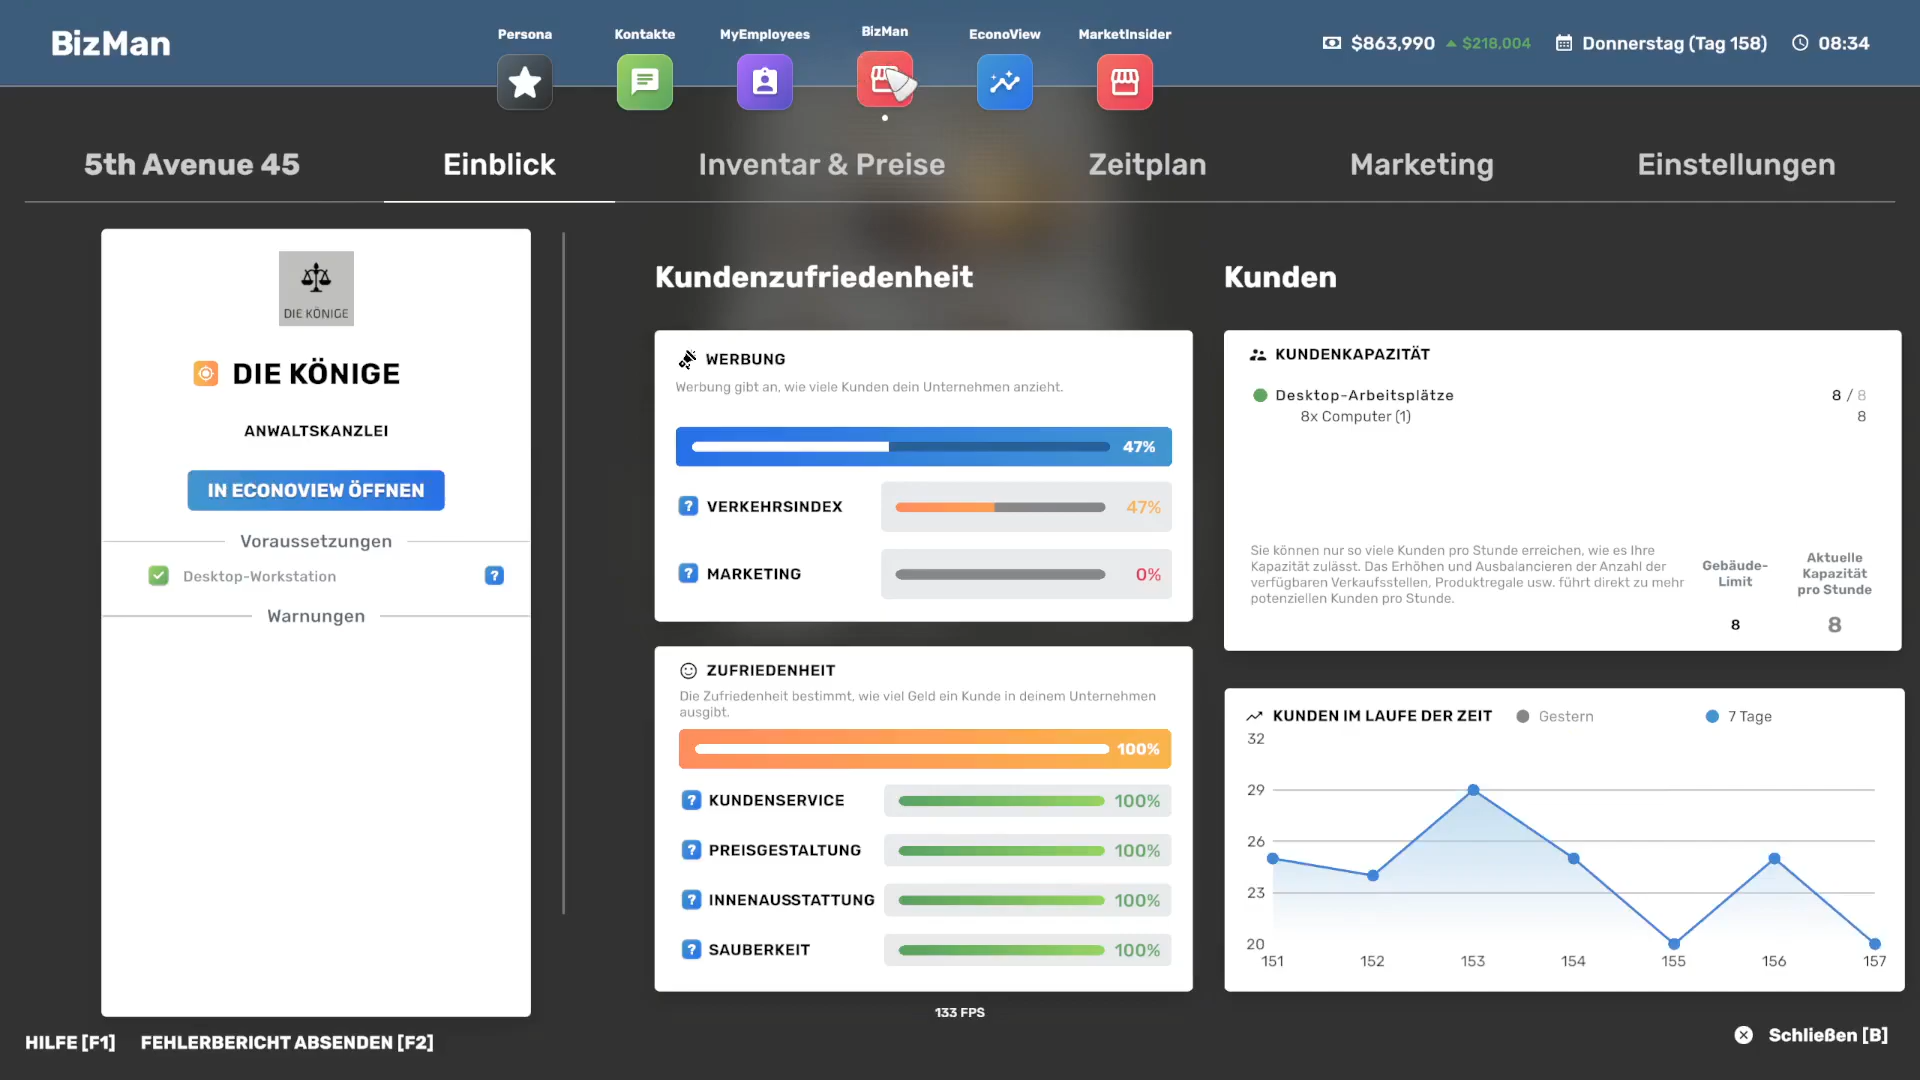 BizMan
Persona
Kontakte
MyEmployees
BizMan
EconoView
MarketInsider
$863,990
$218,004
Donnerstag (Tag 158)
08:34
5th Avenue 45
Einblick
Inventar & Preise
Zeitplan
Marketing
Einstellungen
DIE KÖNIGE
DIE KÖNIGE
ANWALTSKANZLEI
IN ECONOVIEW ÖFFNEN
Voraussetzungen
Desktop-Workstation
?
Warnungen
Kundenzufriedenheit
WERBUNG
Werbung gibt an, wie viele Kunden dein Unternehmen anzieht.
47%
? VERKEHRSINDEX 47%
? MARKETING 0%
ZUFRIEDENHEIT
Die Zufriedenheit bestimmt, wie viel Geld ein Kunde in deinem Unternehmen
ausgibt.
100%
? KUNDENSERVICE 100%
? PREISGESTALTUNG 100%
? INNENAUSSTATTUNG 100%
? SAUBERKEIT 100%
Kunden
KUNDENKAPAZITÄT
Desktop-Arbeitsplätze 8 / 8
8x Computer (1) 8
Sie können nur so viele Kunden pro Stunde erreichen, wie es Ihre
Kapazität zulässt. Das Erhöhen und Ausbalancieren der Anzahl der
verfügbaren Verkaufsstellen, Produktregale usw. führt direkt zu mehr
potenziellen Kunden pro Stunde.
Gebäude-
Limit
8
Aktuelle
Kapazität
pro Stunde
8
KUNDEN IM LAUFE DER ZEIT
Gestern
7 Tage
32
29
26
23
20
151 152 153 154 155 156 157
133 FPS
HILFE [F1]
FEHLERBERICHT ABSENDEN [F2]
Schließen [B]